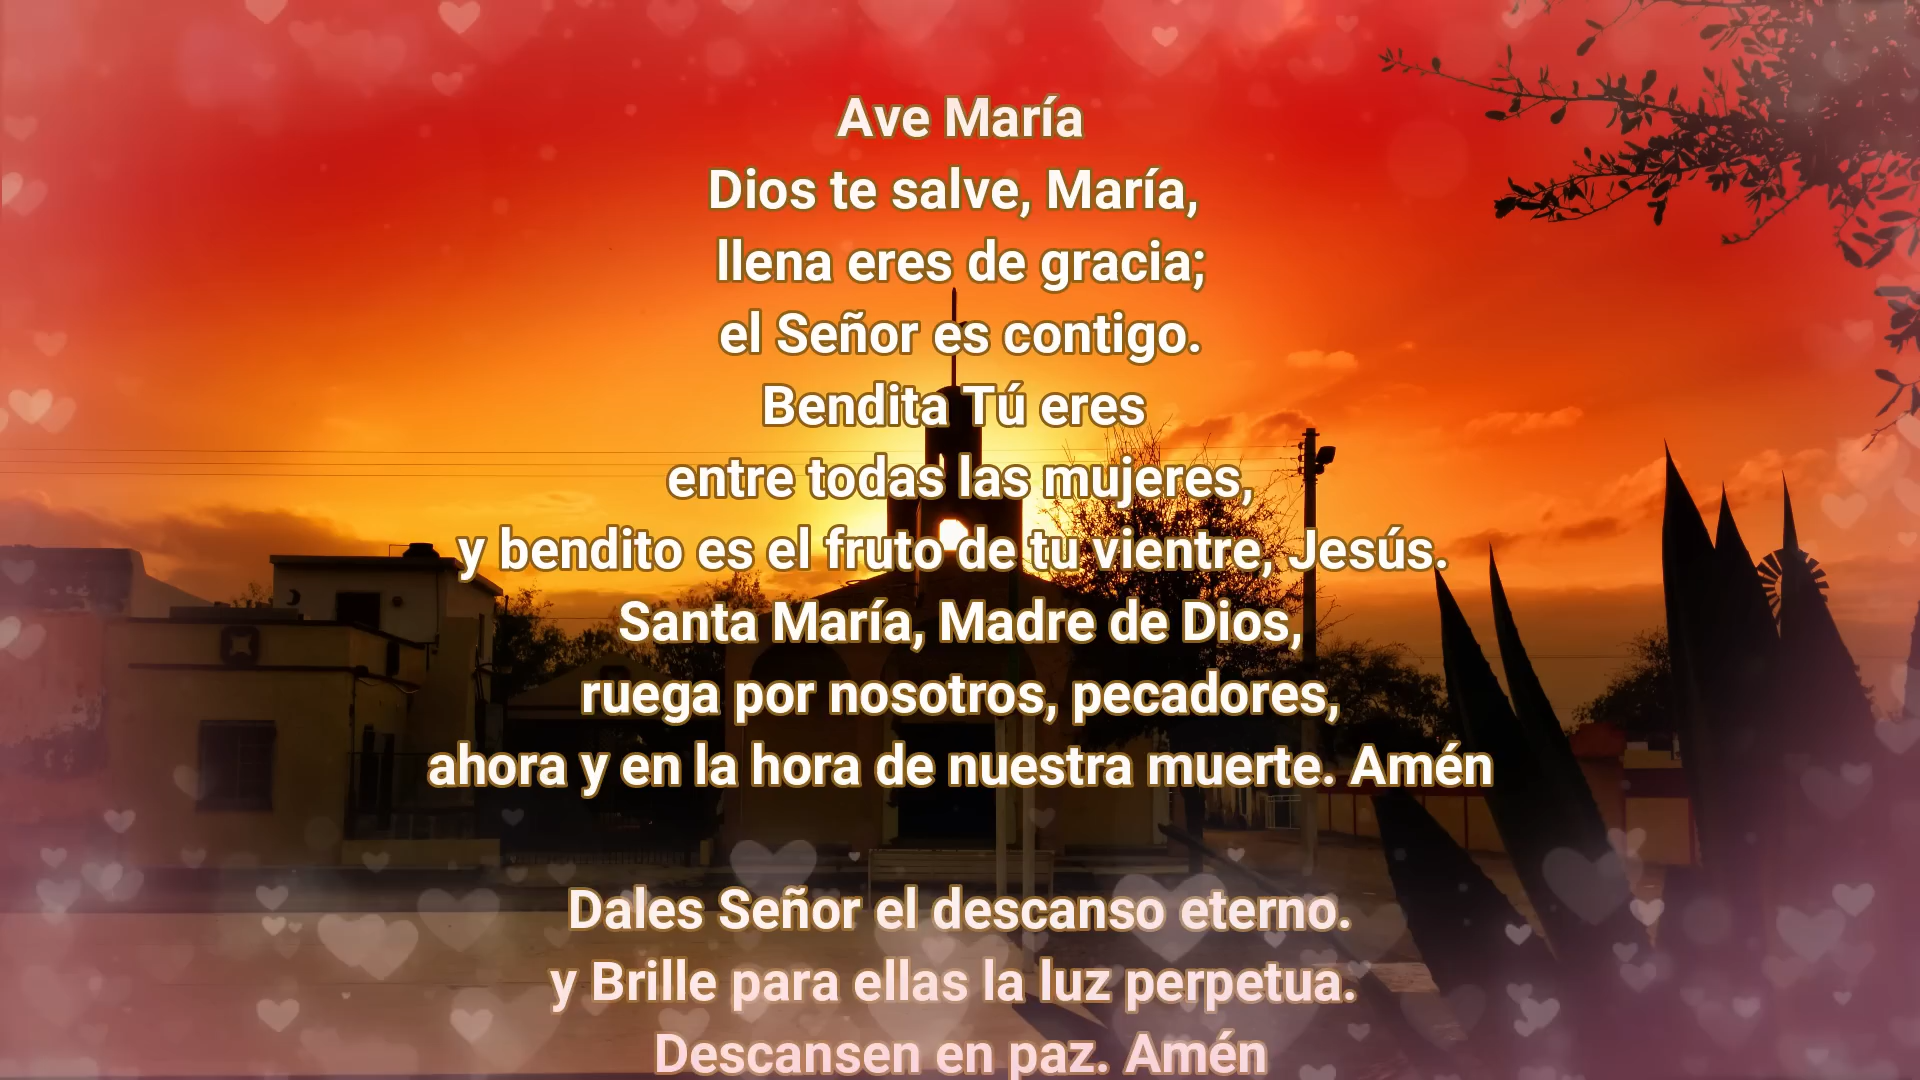 Ave María
Dios te salve, María,
llena eres de gracia;
el Señor es contigo.
Bendita Tú eres
entre todas las mujeres,
y bendito es el fruto de tu vientre, Jesús.
Santa María, Madre de Dios,
ruega por nosotros, pecadores,
ahora y en la hora de nuestra muerte. Amén
Dales Señor el descanso eterno.
y Brille para ellas la luz perpetua.
Descansen en paz. Amén